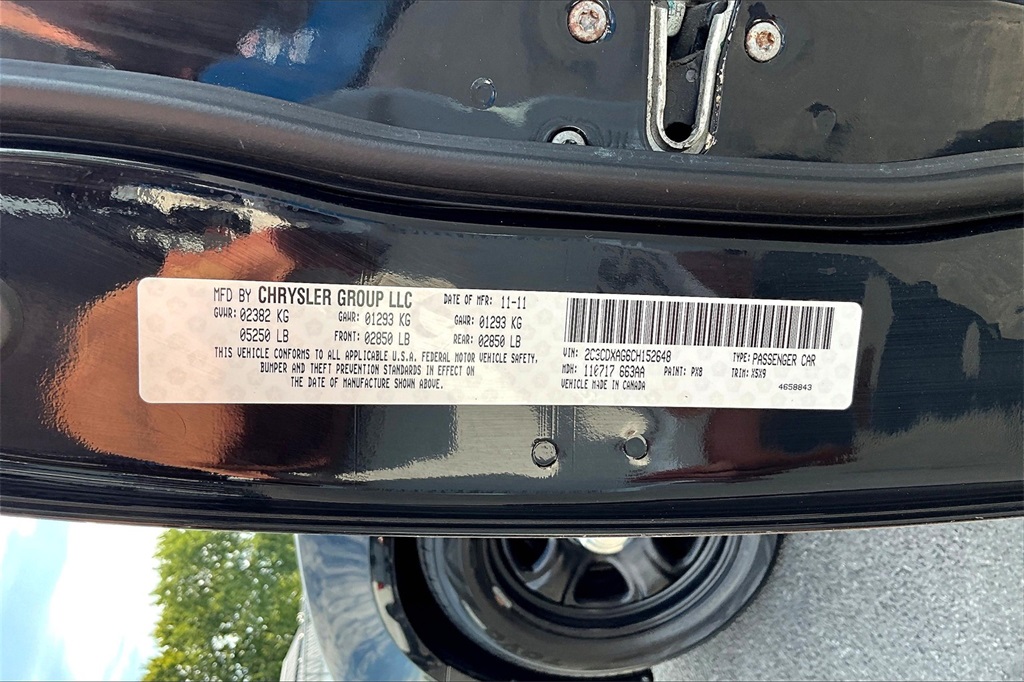 MFD BY CHRYSLER GROUP LLC DATE OF MFR: 11-11
GVWR: 02382 KG GAWR: 01293 KG GAWR: 01293 KG
05250 LB FRONT: 02850 LB REAR: 02850 LB
THIS VEHICLE CONFORMS TO ALL APPLICABLE U.S.A. FEDERAL MOTOR VEHICLE SAFETY,
BUMPER AND THEFT PREVENTION STANDARDS IN EFFECT ON
THE DATE OF MANUFACTURE SHOWN ABOVE.
VIN: 2C3CDXAG6CH152648 TYPE: PASSENGER CAR
MDH: 110717 663AA PAINT: PX8 TRIM: X5X9
VEHICLE MADE IN CANADA 4658843